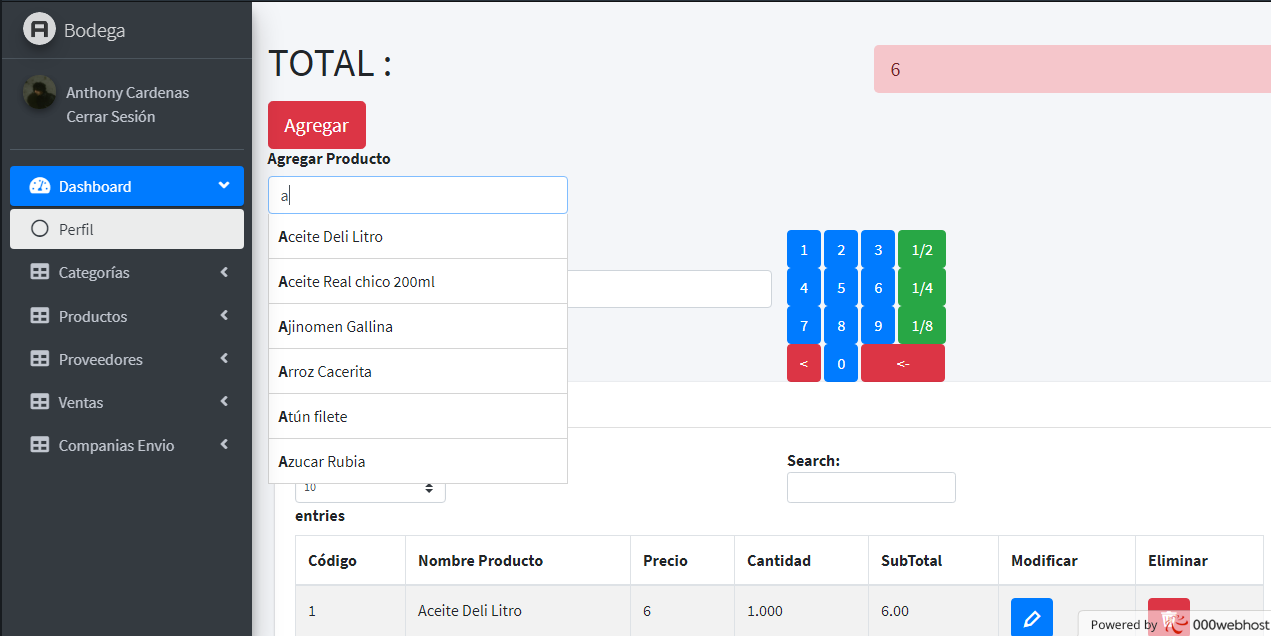 Bodega
Anthony Cardenas
Cerrar Sesión
Dashboard
Perfil
Categorías
Productos
Proveedores
Ventas
Companias Envio
TOTAL :
6
Agregar
Agregar Producto
a
Aceite Deli Litro
Aceite Real chico 200ml
Ajinomen Gallina
Arroz Cacerita
Atún filete
Azucar Rubia
1 2 3 1/2
4 5 6 1/4
7 8 9 1/8
< 0 <-
10
entries
Search:
Código Nombre Producto Precio Cantidad SubTotal Modificar Eliminar
1 Aceite Deli Litro 6 1.000 6.00
Powered by 000webhost